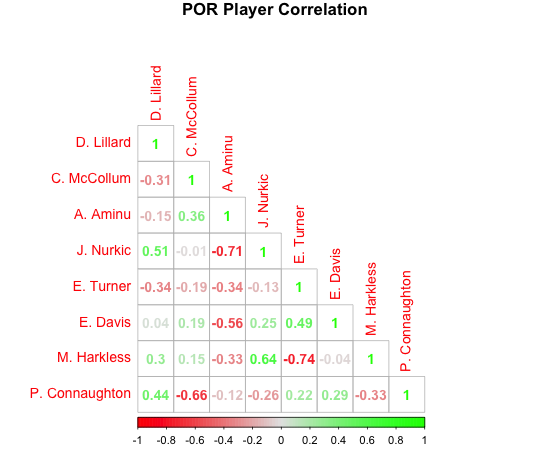 POR Player Correlation
D. Lillard
C. McCollum
A. Aminu
J. Nurkic
E. Turner
E. Davis
M. Harkless
P. Connaughton
D. Lillard 1
C. McCollum -0.31 1
A. Aminu -0.15 0.36 1
J. Nurkic 0.51 -0.01 -0.71 1
E. Turner -0.34 -0.19 -0.34 -0.13 1
E. Davis 0.04 0.19 -0.56 0.25 0.49 1
M. Harkless 0.3 0.15 -0.33 0.64 -0.74 -0.04 1
P. Connaughton 0.44 -0.66 -0.12 -0.26 0.22 0.29 -0.33 1
-1 -0.8 -0.6 -0.4 -0.2 0 0.2 0.4 0.6 0.8 1